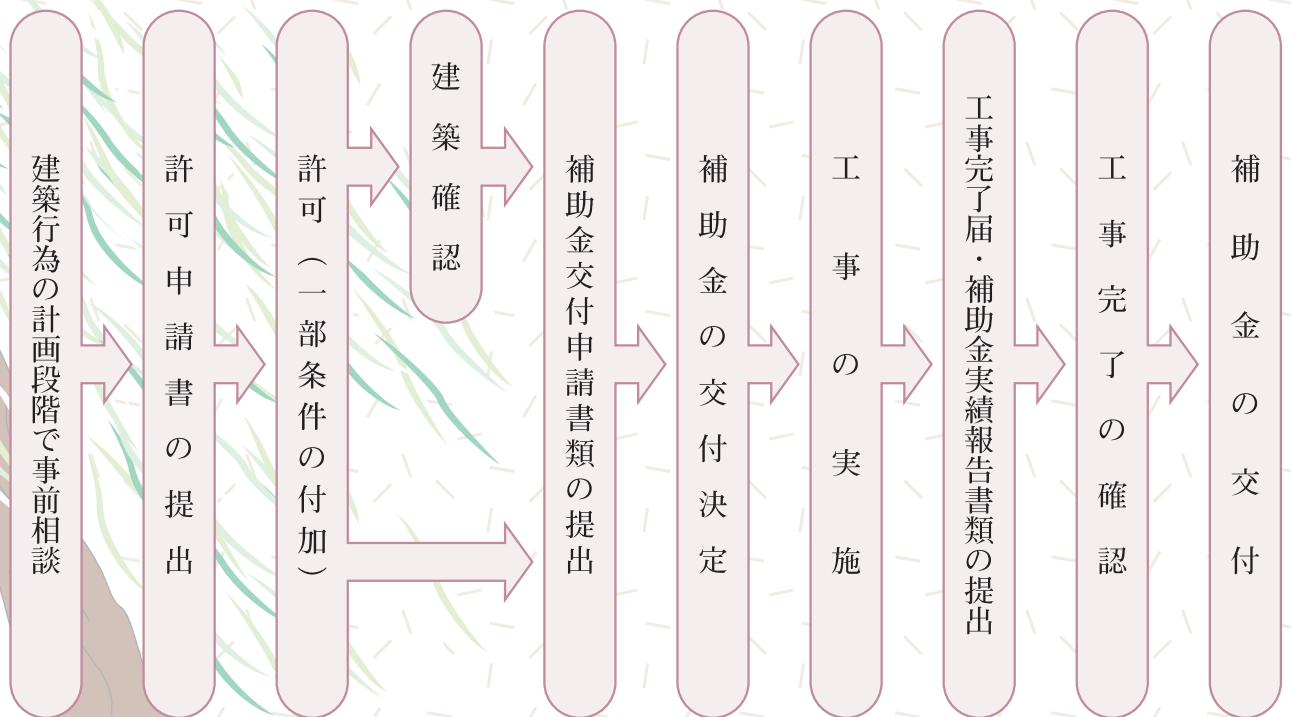 建築行為の計画段階で事前相談
許可申請書の提出
許可（一部条件の付加）
建築確認
補助金交付申請書類の提出
補助金の交付決定
工事の実施
工事完了届・補助金実績報告書類の提出
工事完了の確認
補助金の交付